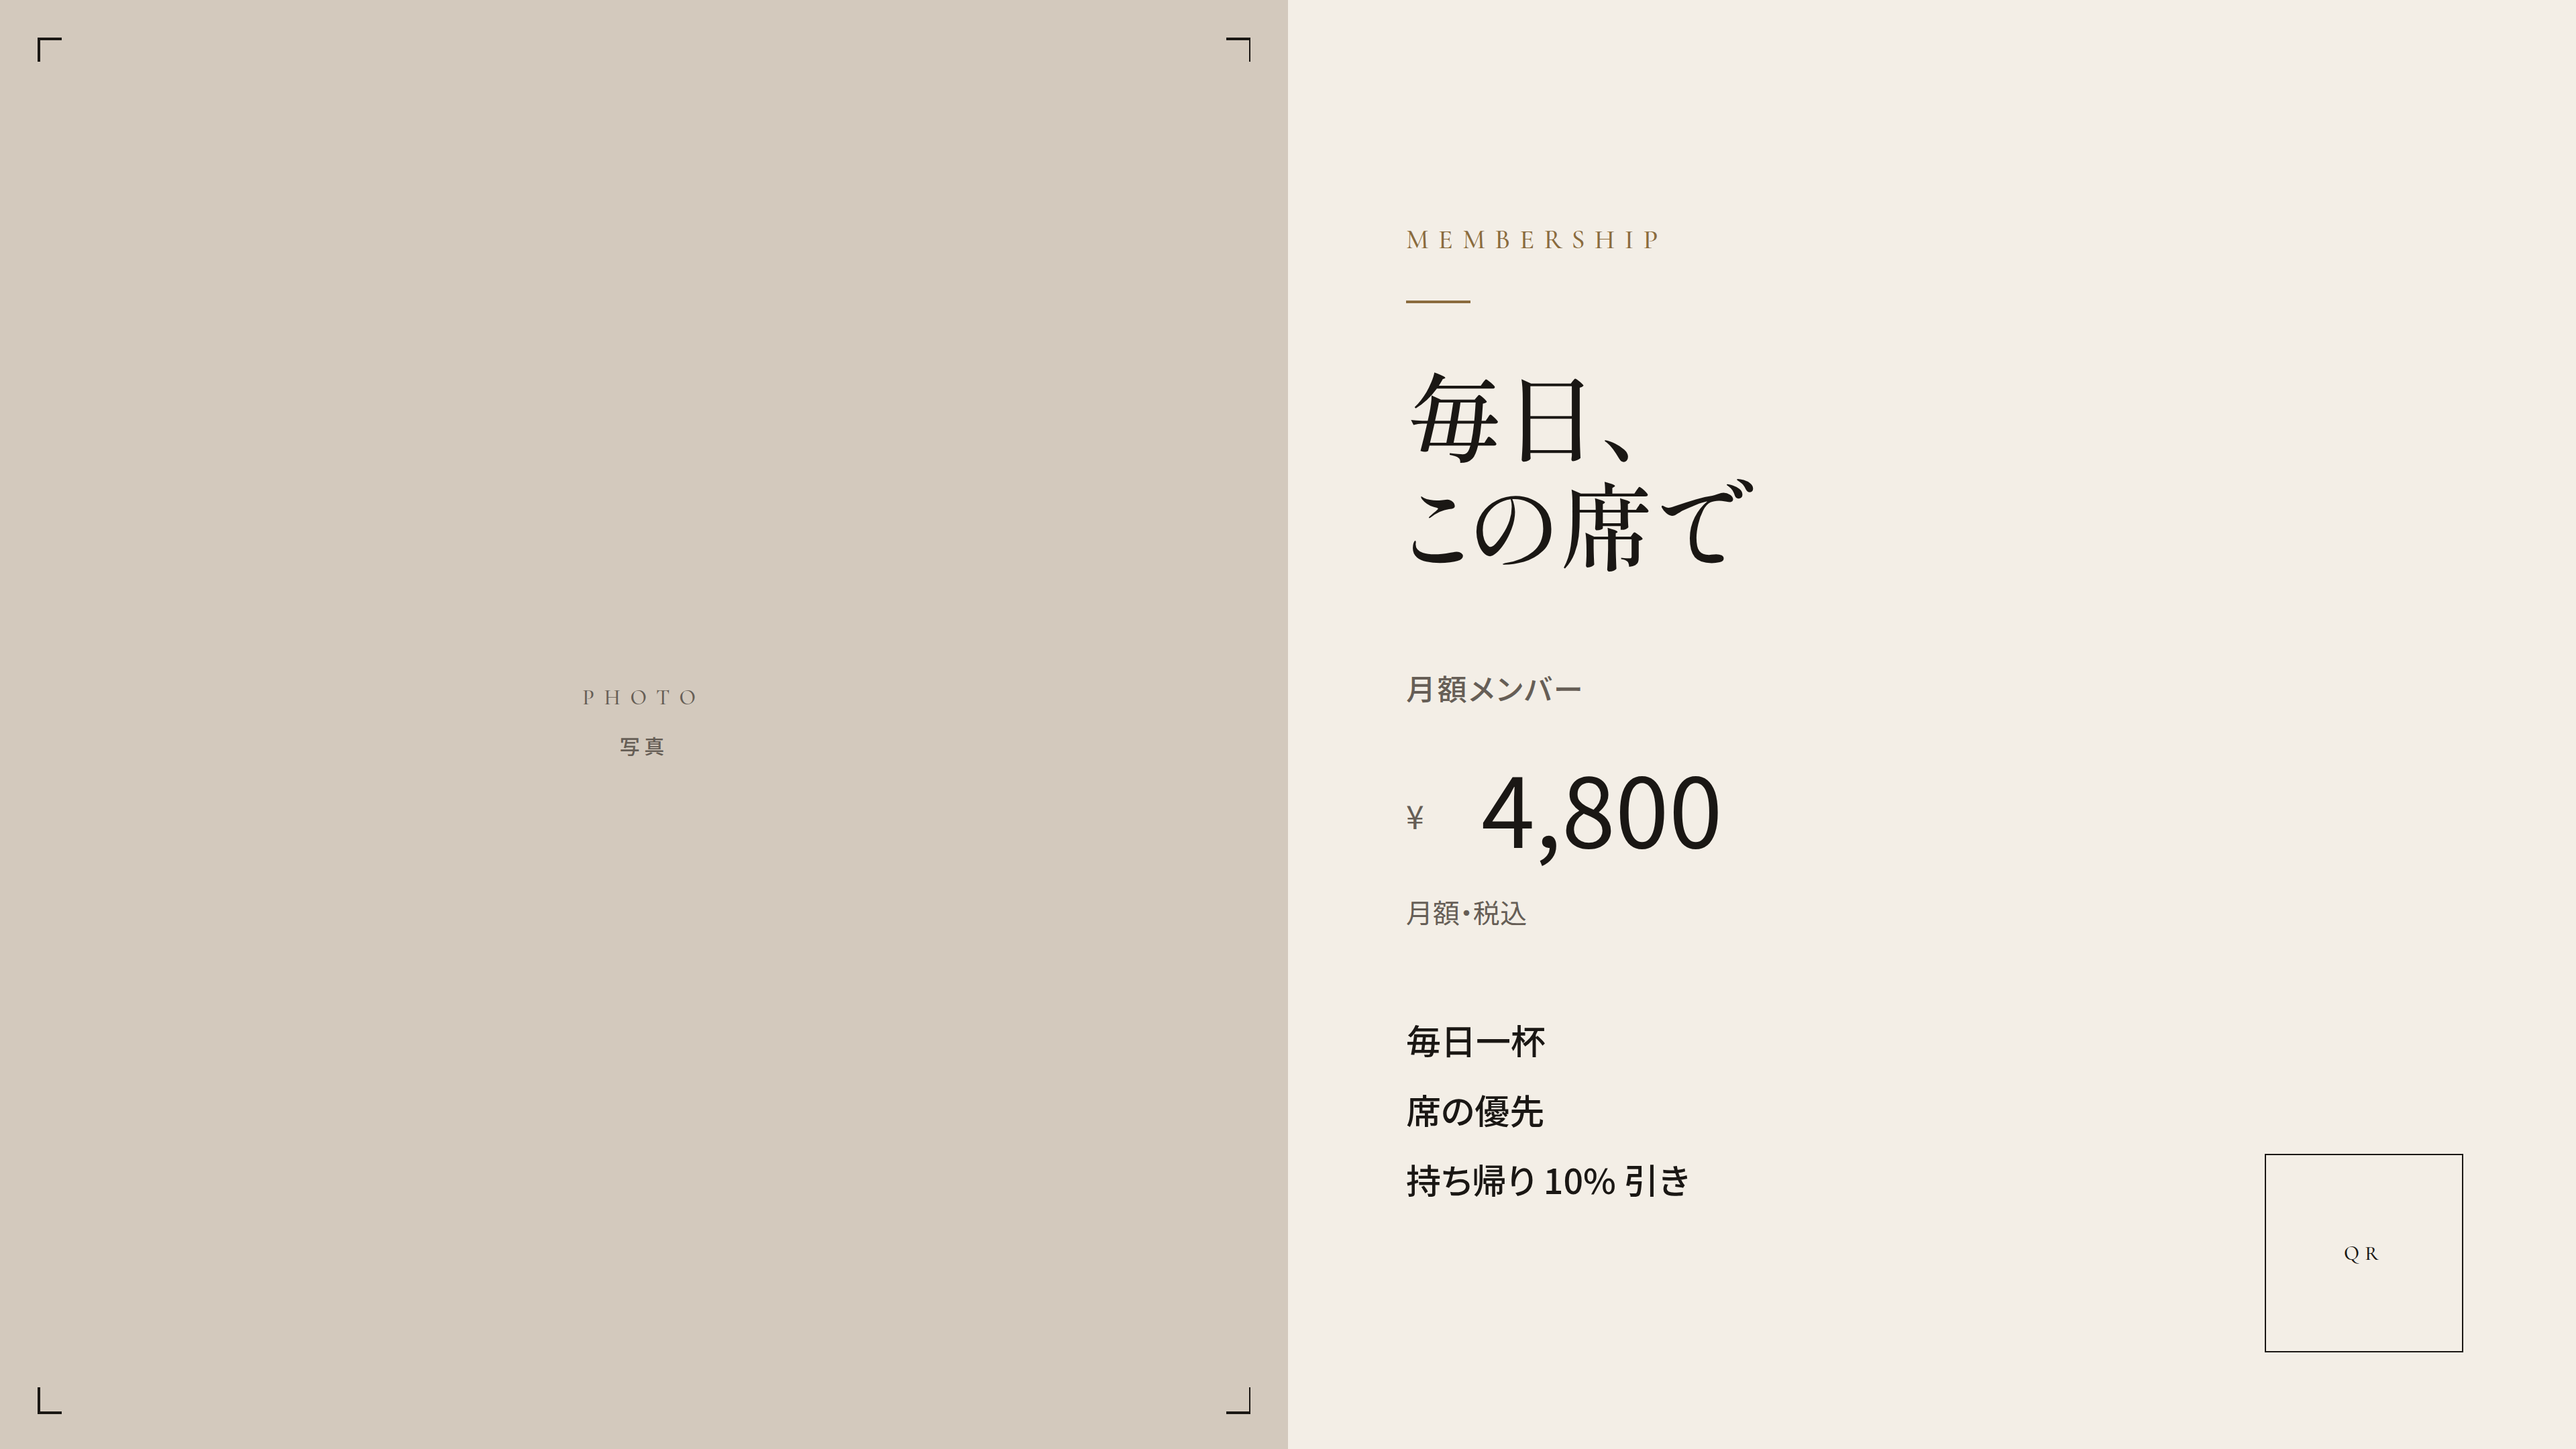 PHOTO
写真
MEMBERSHIP
毎日、
この席で
月額メンバー
¥ 4,800
月額・税込
毎日一杯
席の優先
持ち帰り 10% 引き
QR